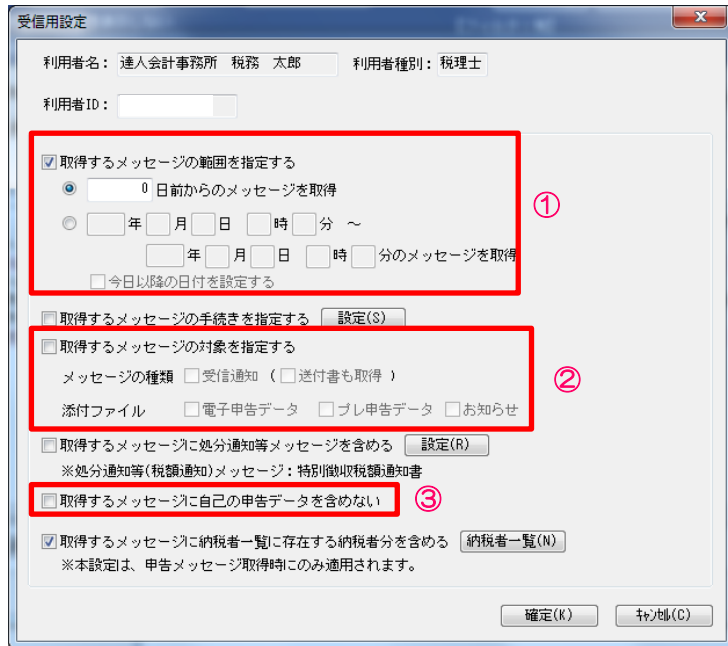 受信用設定
利用者名： 達人会計事務所 税務 太郎 利用者種別： 税理士
利用者ID：
取得するメッセージの範囲を指定する
0 日前からのメッセージを取得
①
年 月 日 時 分 ～
年 月 日 時 分のメッセージを取得
今日以降の日付を設定する
取得するメッセージの手続きを指定する 設定(S)
取得するメッセージの対象を指定する
メッセージの種類 受信通知 （ 送付書も取得 ）
②
添付ファイル 電子申告データ プレ申告データ お知らせ
取得するメッセージに処分通知等メッセージを含める 設定(R)
※処分通知等(税額通知)メッセージ：特別徴収税額通知書
取得するメッセージに自己の申告データを含めない ③
取得するメッセージに納税者一覧に存在する納税者分を含める 納税者一覧(N)
※本設定は、申告メッセージ取得時にのみ適用されます。
確定(K) ｷｬﾝｾﾙ(C)